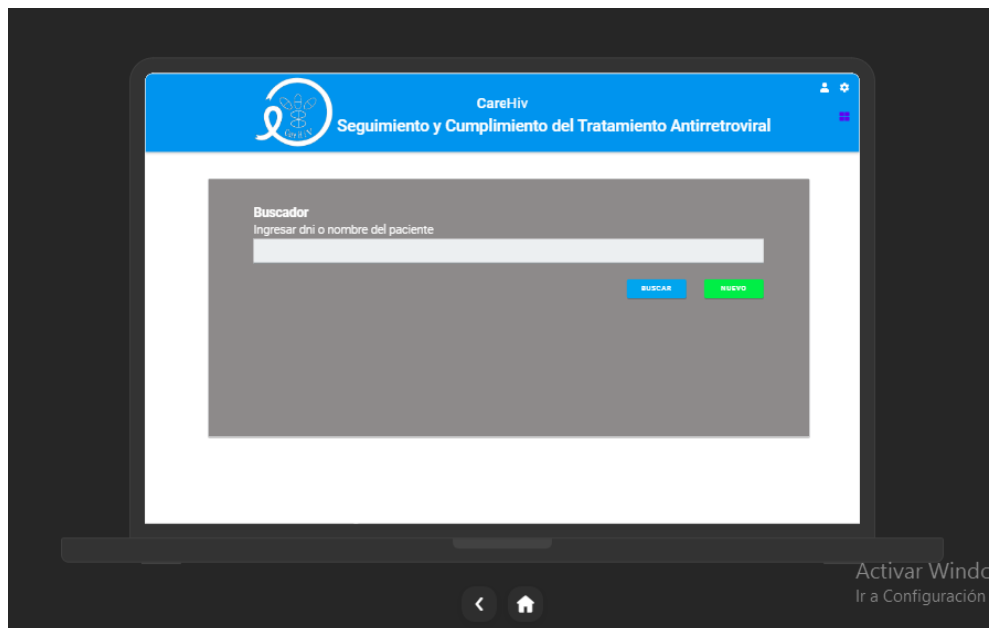 CareHiv
Seguimiento y Cumplimiento del Tratamiento Antirretroviral
Buscador
Ingresar dni o nombre del paciente
BUSCAR
NUEVO
Activar Windo
Ir a Configuración